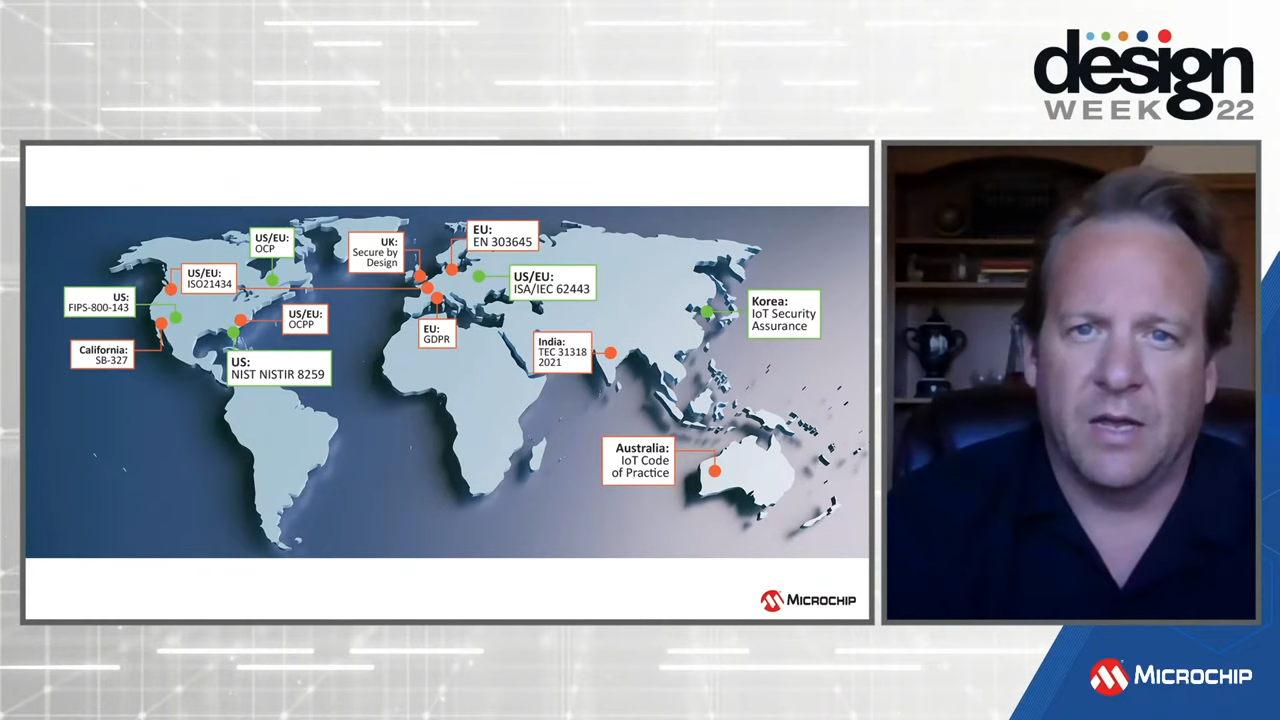 design
WEEK 22
US/EU:
OCP
UK:
Secure by
Design
EU:
EN 303645
US/EU:
ISO21434
US/EU:
ISA/IEC 62443
US:
FIPS-800-143
US/EU:
OCPP
EU:
GDPR
Korea:
IoT Security
Assurance
California:
SB-327
US:
NIST NISTIR 8259
India:
TEC 31318
2021
Australia:
IoT Code
of Practice
MICROCHIP
MICROCHIP